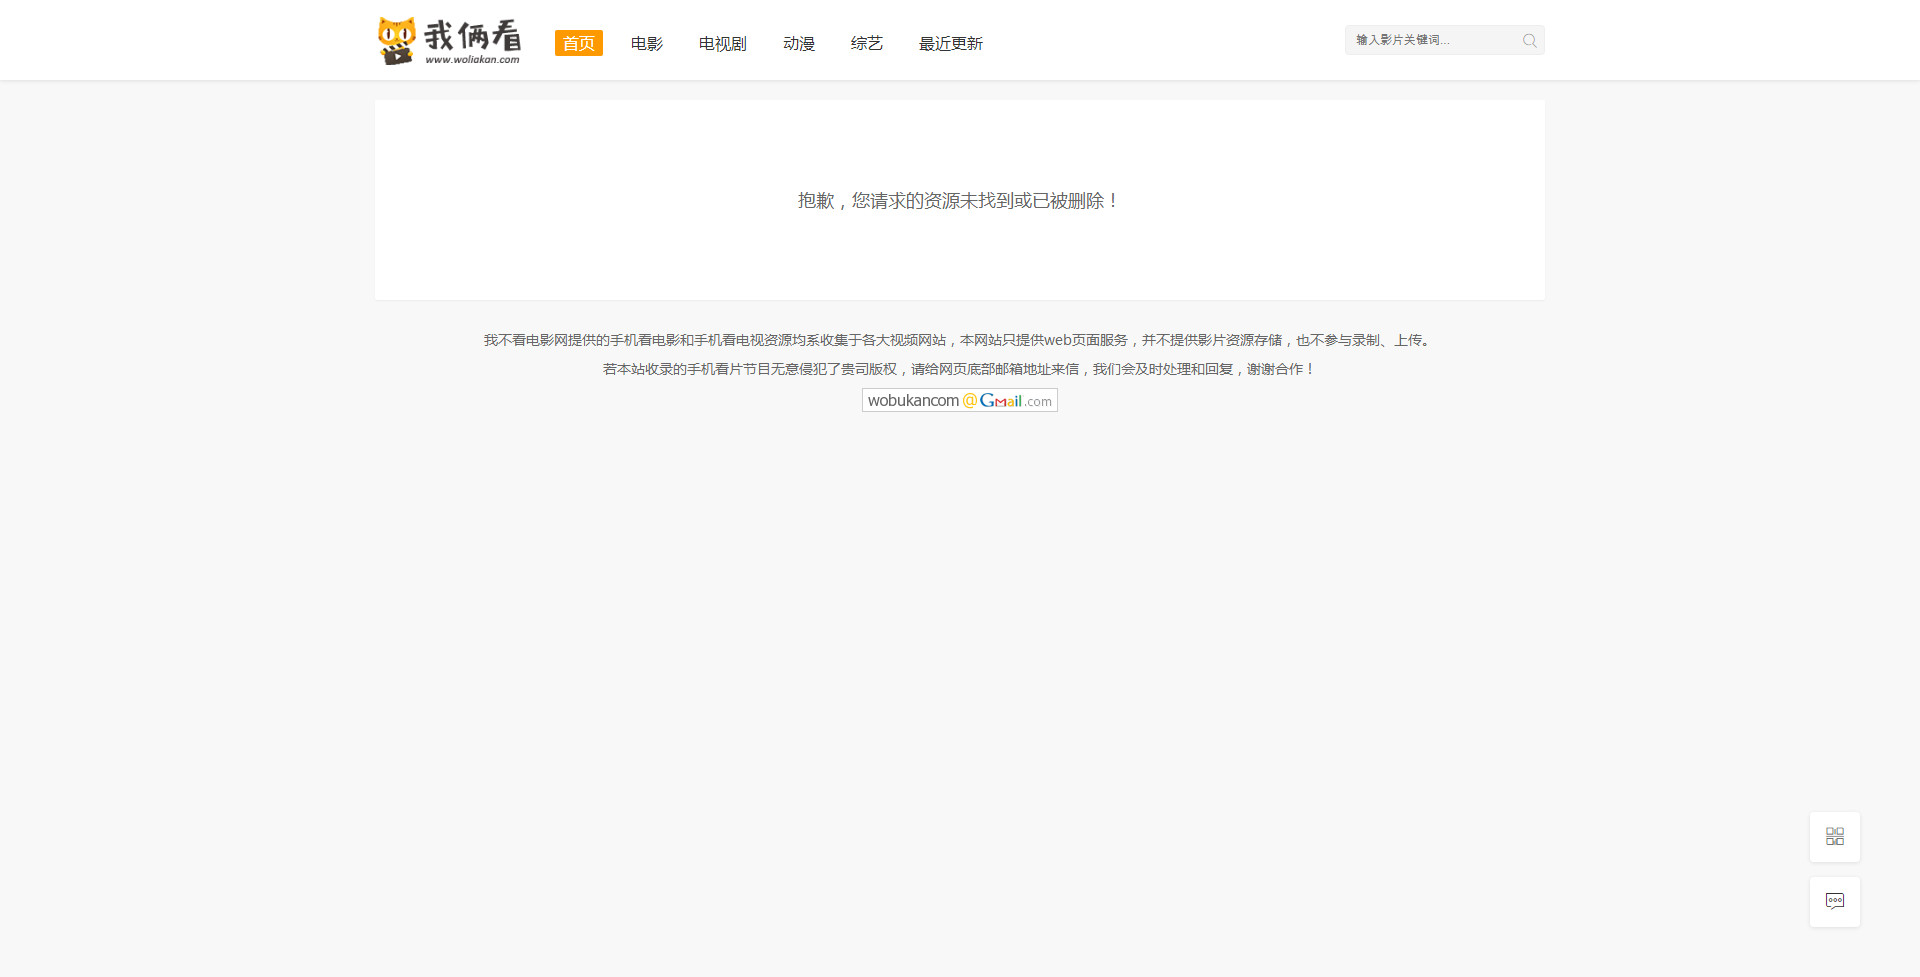 我俩看
www.woliakan.com
首页
电影
电视剧
动漫
综艺
最近更新
输入影片关键词...
抱歉，您请求的资源未找到或已被删除！
我不看电影网提供的手机看电影和手机看电视资源均系收集于各大视频网站，本网站只提供web页面服务，并不提供影片资源存储，也不参与录制、上传。
若本站收录的手机看片节目无意侵犯了贵司版权，请给网页底部邮箱地址来信，我们会及时处理和回复，谢谢合作！
wobukancom@Gmail.com